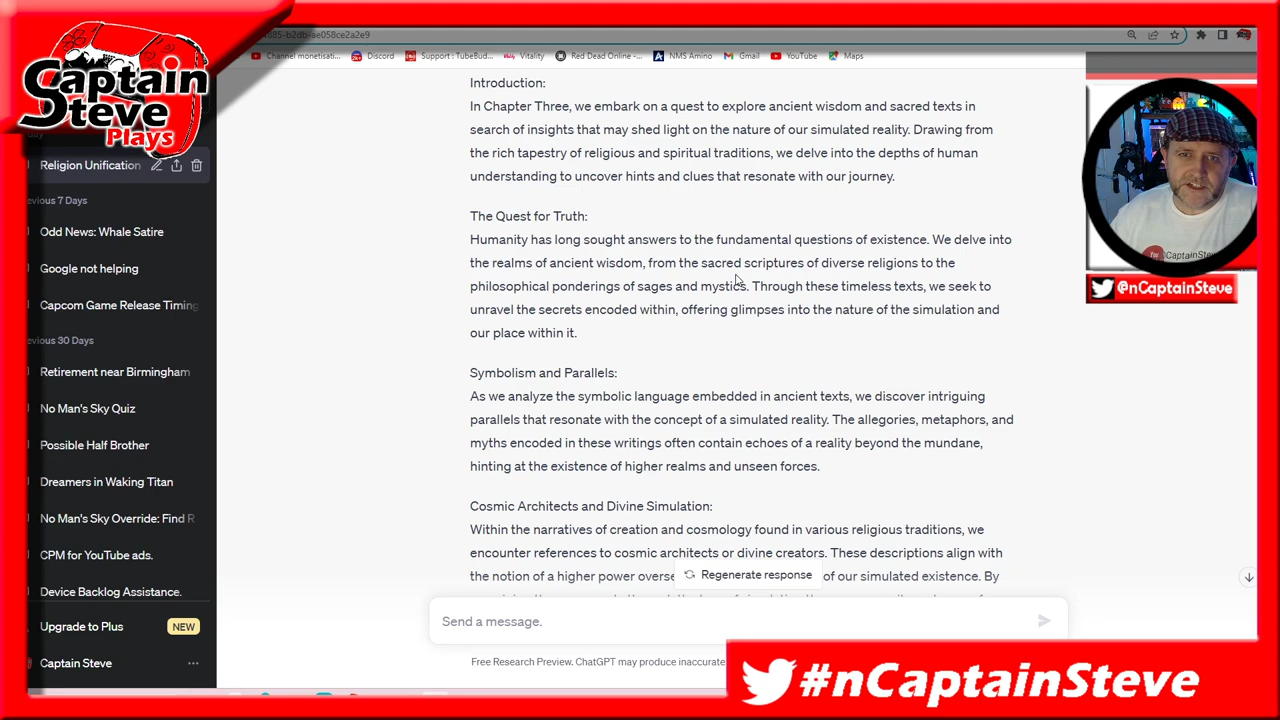 Captain
Steve
Plays
885-b2db-ae058ce2a2e9
Channel monetisati...
Discord
Support : TubeBud...
Vitality
Red Dead Online -...
NMS Amino
Gmail
YouTube
Maps
Religion Unification
evious 7 Days
Odd News: Whale Satire
Google not helping
Capcom Game Release Timing
evious 30 Days
Retirement near Birmingham
No Man's Sky Quiz
Possible Half Brother
Dreamers in Waking Titan
No Man's Sky Override: Find R
CPM for YouTube ads.
Device Backlog Assistance.
Upgrade to Plus
NEW
Captain Steve
Introduction:
In Chapter Three, we embark on a quest to explore ancient wisdom and sacred texts in
search of insights that may shed light on the nature of our simulated reality. Drawing from
the rich tapestry of religious and spiritual traditions, we delve into the depths of human
understanding to uncover hints and clues that resonate with our journey.
The Quest for Truth:
Humanity has long sought answers to the fundamental questions of existence. We delve into
the realms of ancient wisdom, from the sacred scriptures of diverse religions to the
philosophical ponderings of sages and mystics. Through these timeless texts, we seek to
unravel the secrets encoded within, offering glimpses into the nature of the simulation and
our place within it.
Symbolism and Parallels:
As we analyze the symbolic language embedded in ancient texts, we discover intriguing
parallels that resonate with the concept of a simulated reality. The allegories, metaphors, and
myths encoded in these writings often contain echoes of a reality beyond the mundane,
hinting at the existence of higher realms and unseen forces.
Cosmic Architects and Divine Simulation:
Within the narratives of creation and cosmology found in various religious traditions, we
encounter references to cosmic architects or divine creators. These descriptions align with
the notion of a higher power overse of our simulated existence. By
Regenerate response
Send a message.
Free Research Preview. ChatGPT may produce inaccurate
@nCaptainSteve
#nCaptainSteve